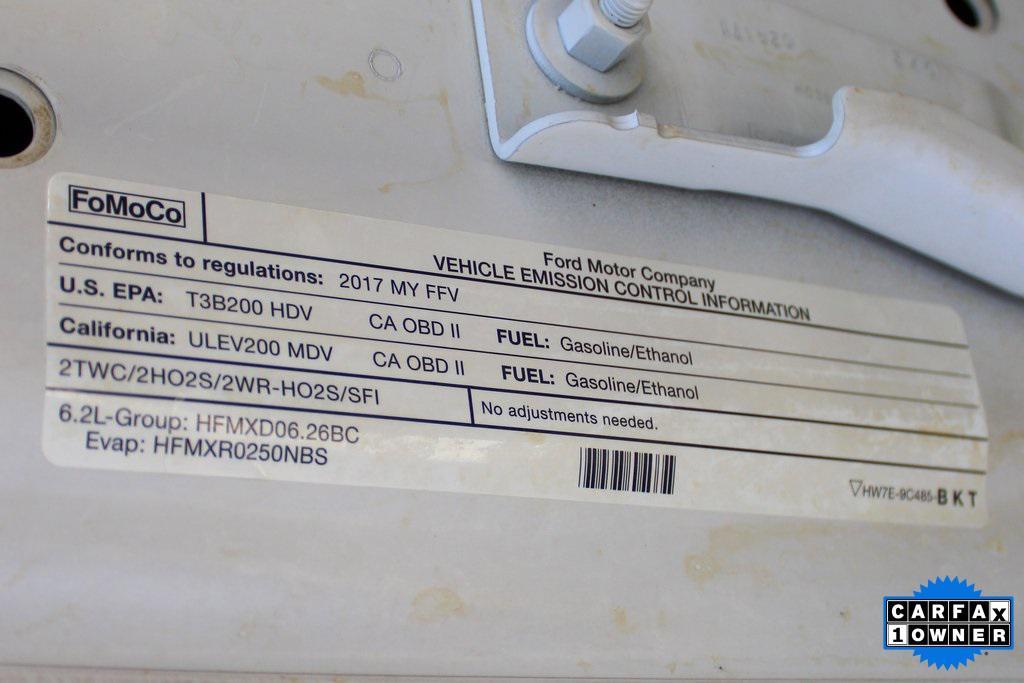 FoMoCo
Ford Motor Company
VEHICLE EMISSION CONTROL INFORMATION
Conforms to regulations: 2017 MY FFV
U.S. EPA: T3B200 HDV CA OBD II FUEL: Gasoline/Ethanol
California: ULEV200 MDV CA OBD II FUEL: Gasoline/Ethanol
2TWC/2HO2S/2WR-HO2S/SFI No adjustments needed.
6.2L-Group: HFMXD06.26BC
Evap: HFMXR0250NBS
HW7E-9C485-BKT
CARFAX
1 OWNER